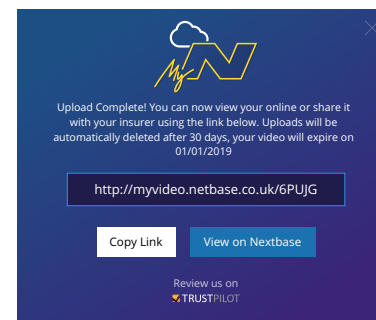 My N
Upload Complete! You can now view your online or share it
with your insurer using the link below. Uploads will be
automatically deleted after 30 days, your video will expire on
01/01/2019
http://myvideo.netbase.co.uk/6PUJG
Copy Link
View on Nextbase
Review us on
TRUSTPILOT